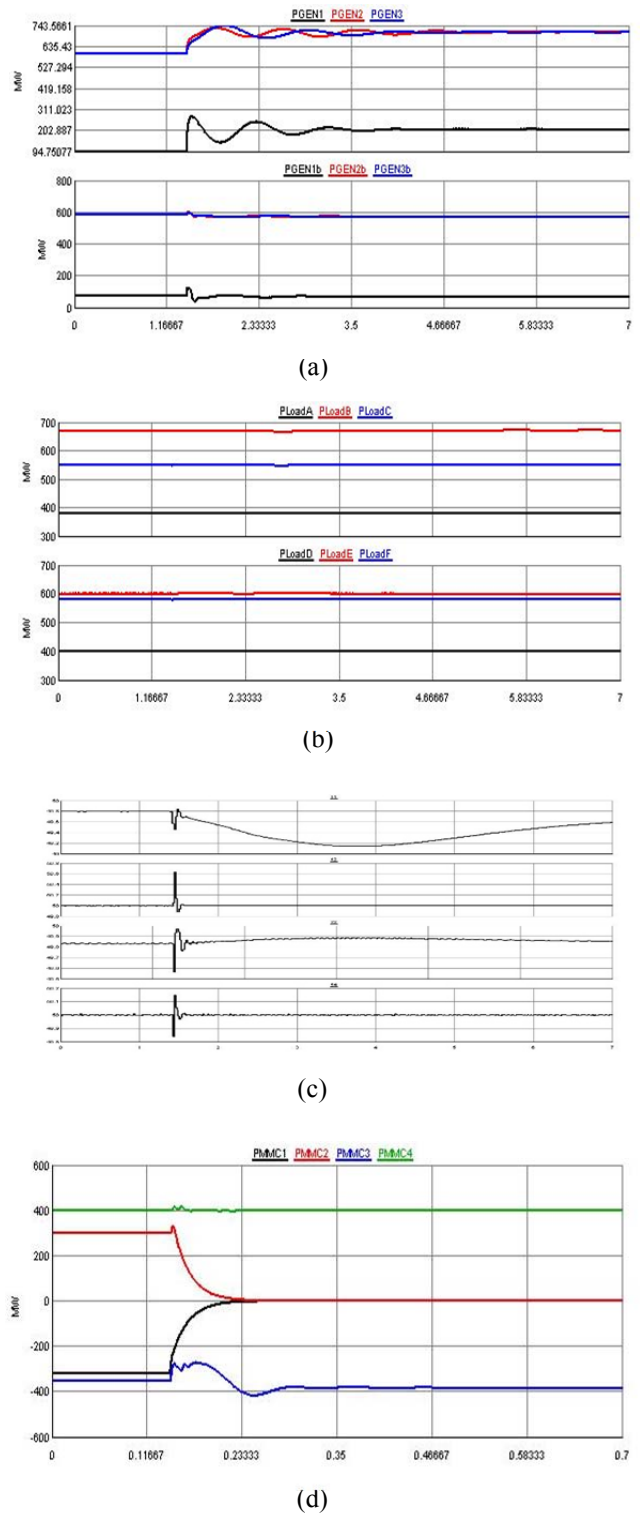 PGEN1 PGEN2 PGEN3
743.5661
635.43
527.294
419.158
311.023
202.887
94.75077
MW
PGEN1b PGEN2b PGEN3b
800
600
400
200
0
MW
0 1.16667 2.33333 3.5 4.66667 5.83333 7
(a)
PLoadA PLoadB PLoadC
700
600
500
400
300
MW
PLoadD PLoadE PLoadF
700
600
500
400
300
MW
0 1.16667 2.33333 3.5 4.66667 5.83333 7
(b)
0 1 2 3 4 5 6 7
(c)
PMMC1 PMMC2 PMMC3 PMMC4
600
400
200
0
-200
-400
-600
MW
0 0.11667 0.23333 0.35 0.46667 0.58333 0.7
(d)